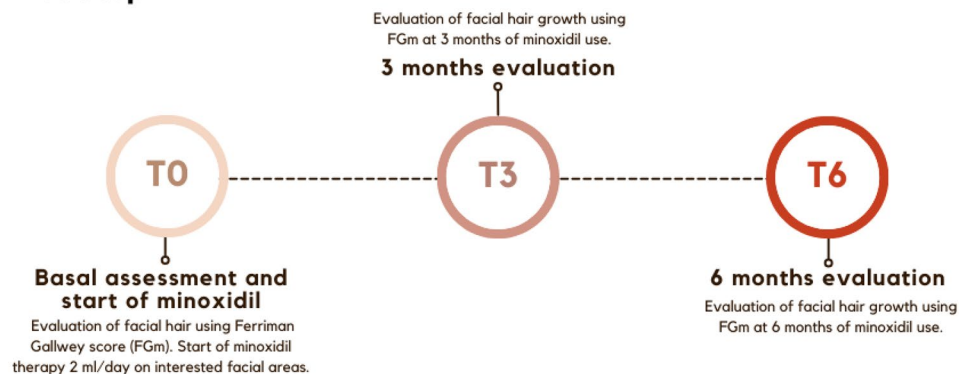 Evaluation of facial hair growth using
FGm at 3 months of minoxidil use.
3 months evaluation
T0
T3
T6
Basal assessment and
start of minoxidil
Evaluation of facial hair using Ferriman
Gallwey score (FGm). Start of minoxidil
therapy 2 ml/day on interested facial areas.
6 months evaluation
Evaluation of facial hair growth using
FGm at 6 months of minoxidil use.